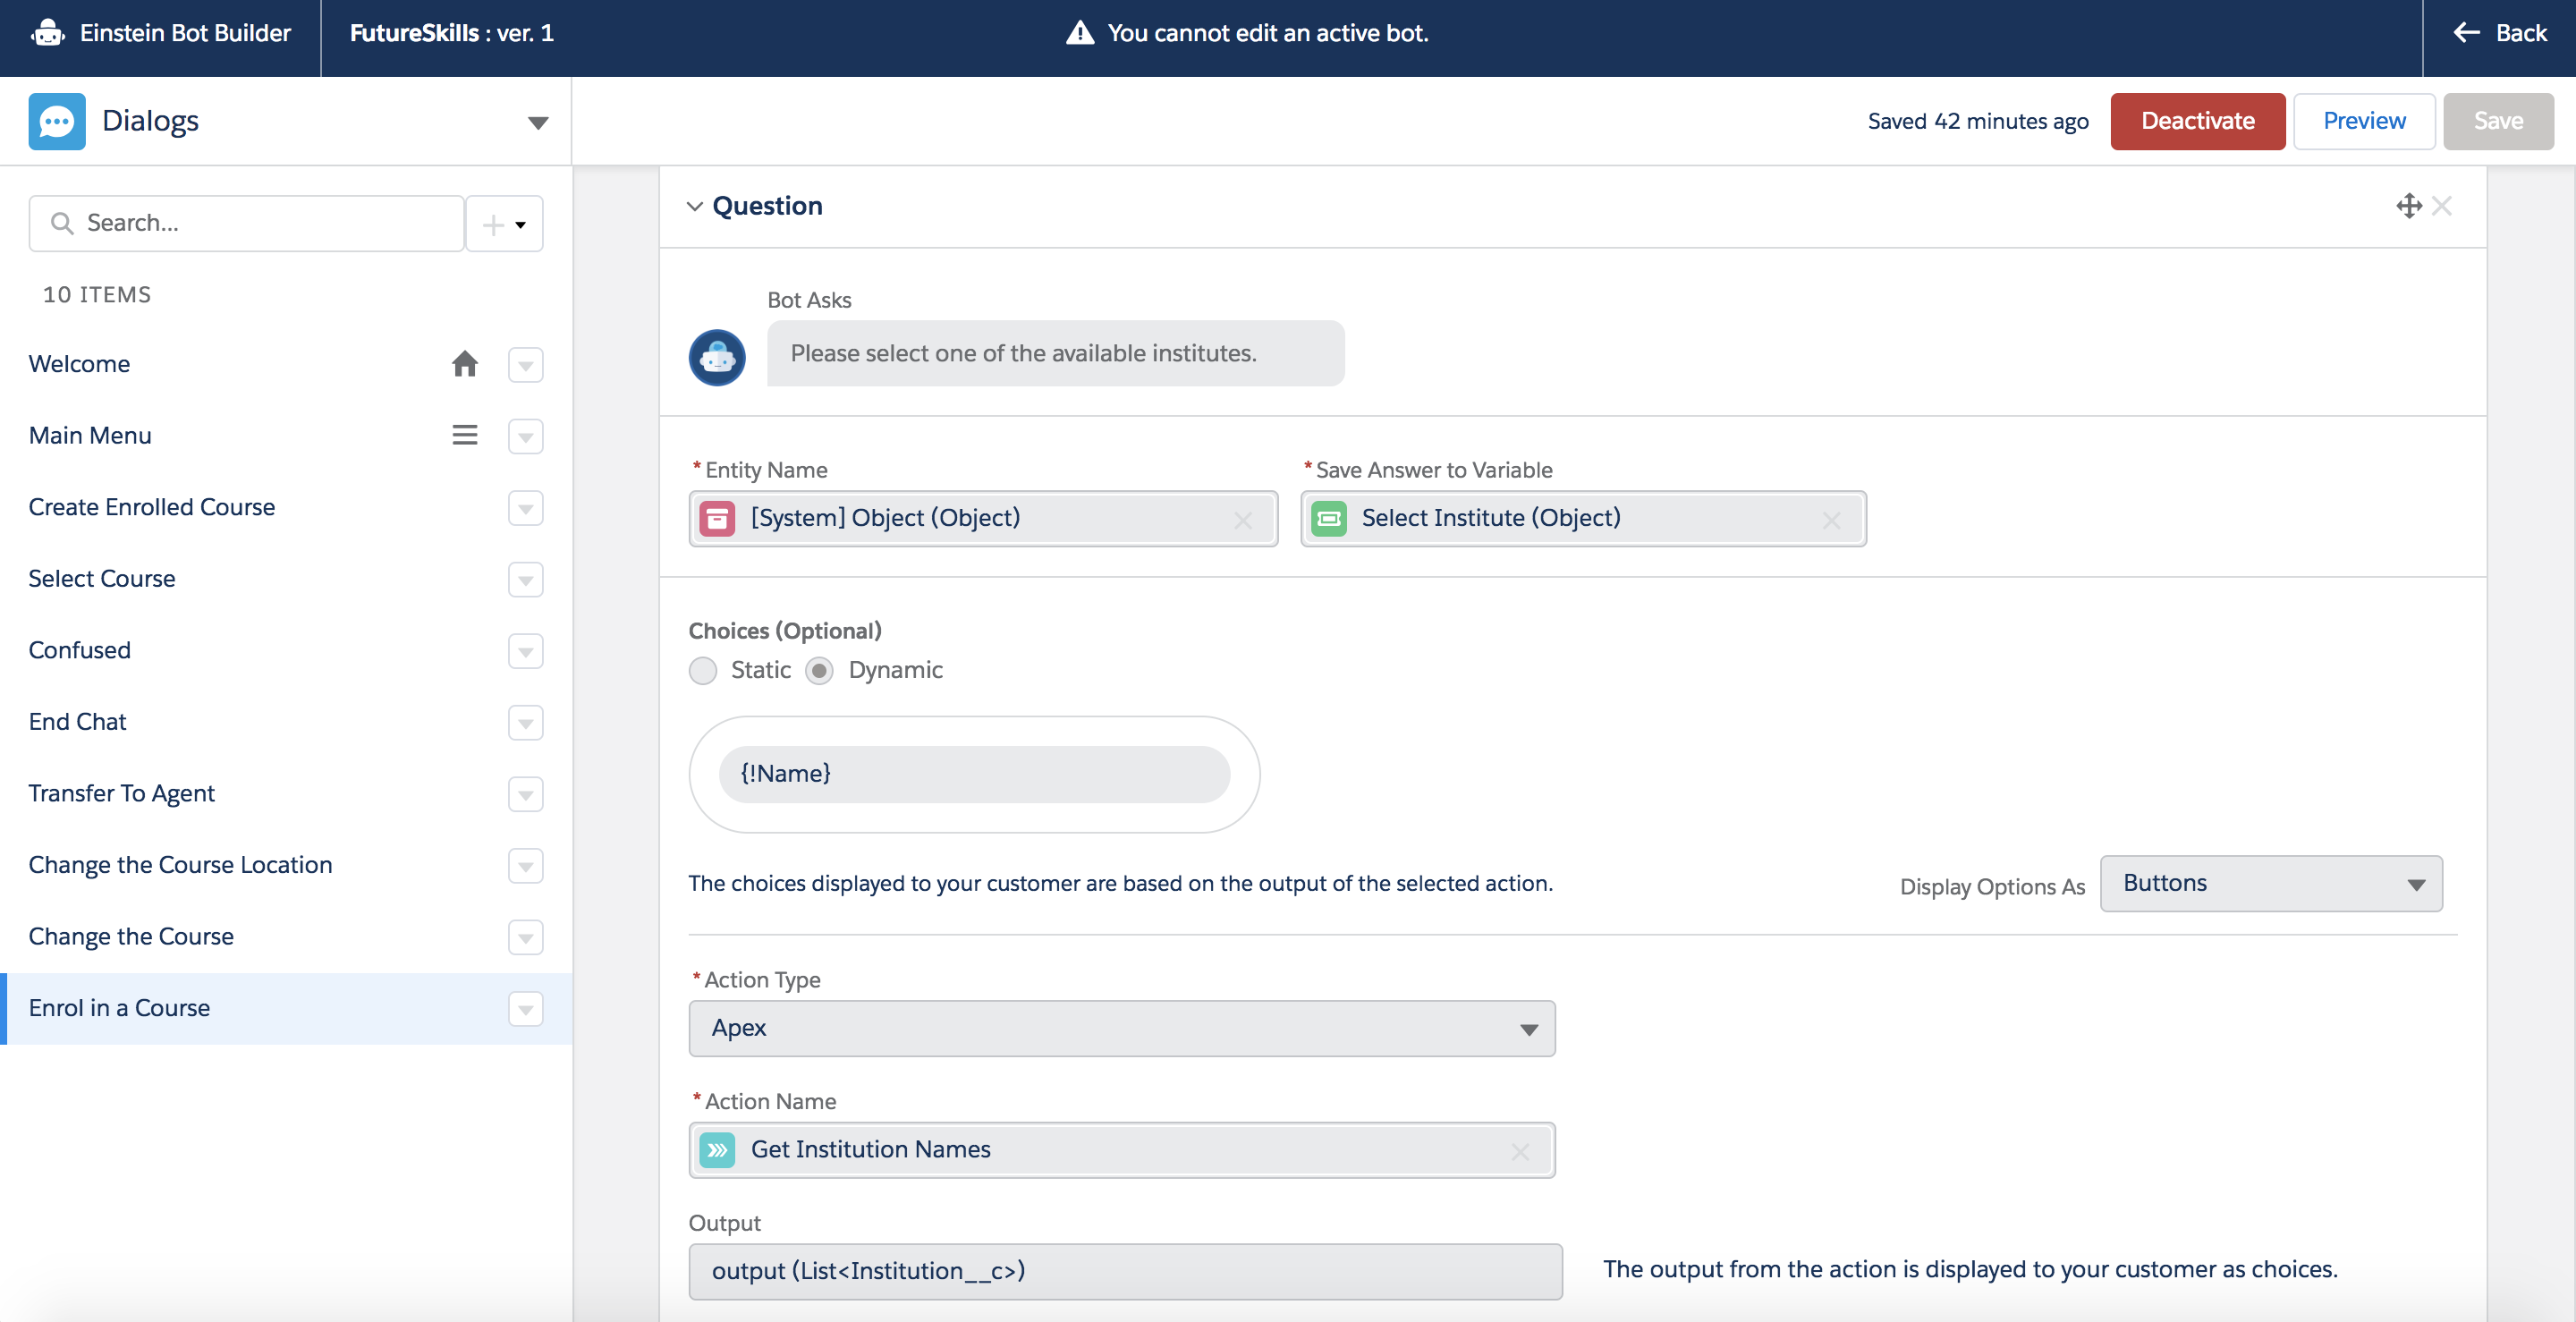 Einstein Bot Builder
FutureSkills : ver. 1
You cannot edit an active bot.
Back
Dialogs
Saved 42 minutes ago
Deactivate
Preview
Save
Search...
10 ITEMS
Welcome
Main Menu
Create Enrolled Course
Select Course
Confused
End Chat
Transfer To Agent
Change the Course Location
Change the Course
Enrol in a Course
Question
Bot Asks
Please select one of the available institutes.
* Entity Name
[System] Object (Object)
* Save Answer to Variable
Select Institute (Object)
Choices (Optional)
Static
Dynamic
{!Name}
The choices displayed to your customer are based on the output of the selected action.
Display Options As
Buttons
* Action Type
Apex
* Action Name
Get Institution Names
Output
output (List<Institution__c>)
The output from the action is displayed to your customer as choices.